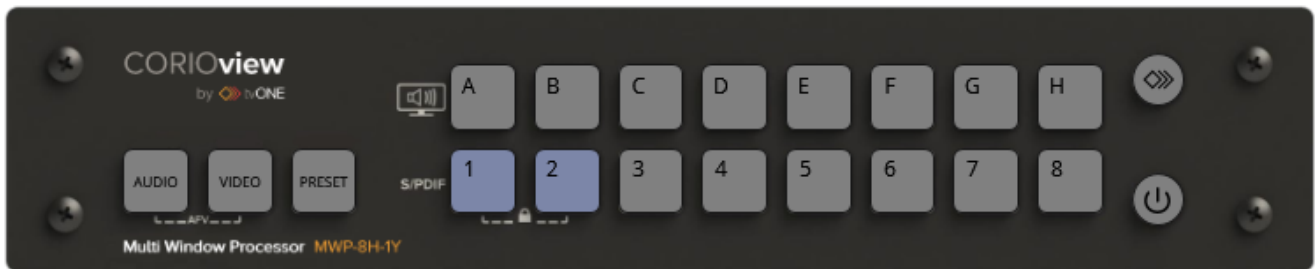 CORIOview
by tvONE
A B C D E F G H
AUDIO VIDEO PRESET
S/PDIF
1 2 3 4 5 6 7 8
AFV
Multi Window Processor MWP-8H-1Y